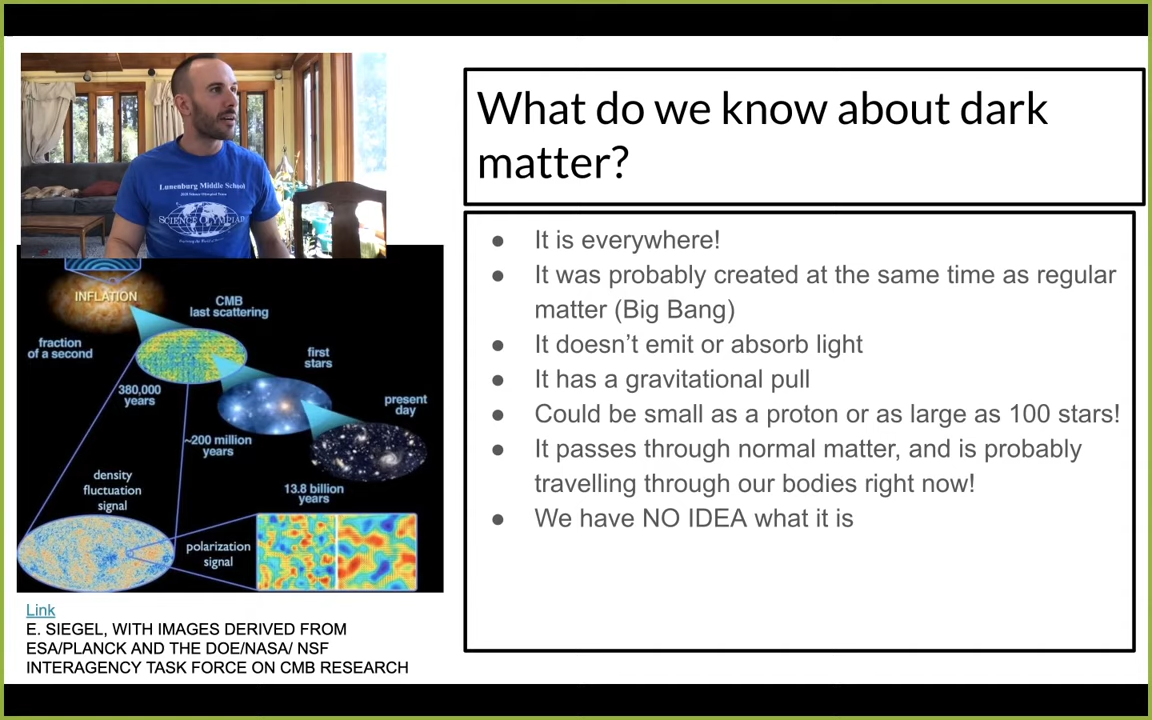 What do we know about dark
matter?
Lunenburg Middle School
SCIENCE OLYMPIAD
● It is everywhere!
● It was probably created at the same time as regular
matter (Big Bang)
● It doesn’t emit or absorb light
● It has a gravitational pull
● Could be small as a proton or as large as 100 stars!
● It passes through normal matter, and is probably
travelling through our bodies right now!
● We have NO IDEA what it is
INFLATION
fraction
of a second
CMB
last scattering
380,000
years
first
stars
~200 million
years
present
day
13.8 billion
years
density
fluctuation
signal
polarization
signal
Link
E. SIEGEL, WITH IMAGES DERIVED FROM
ESA/PLANCK AND THE DOE/NASA/ NSF
INTERAGENCY TASK FORCE ON CMB RESEARCH